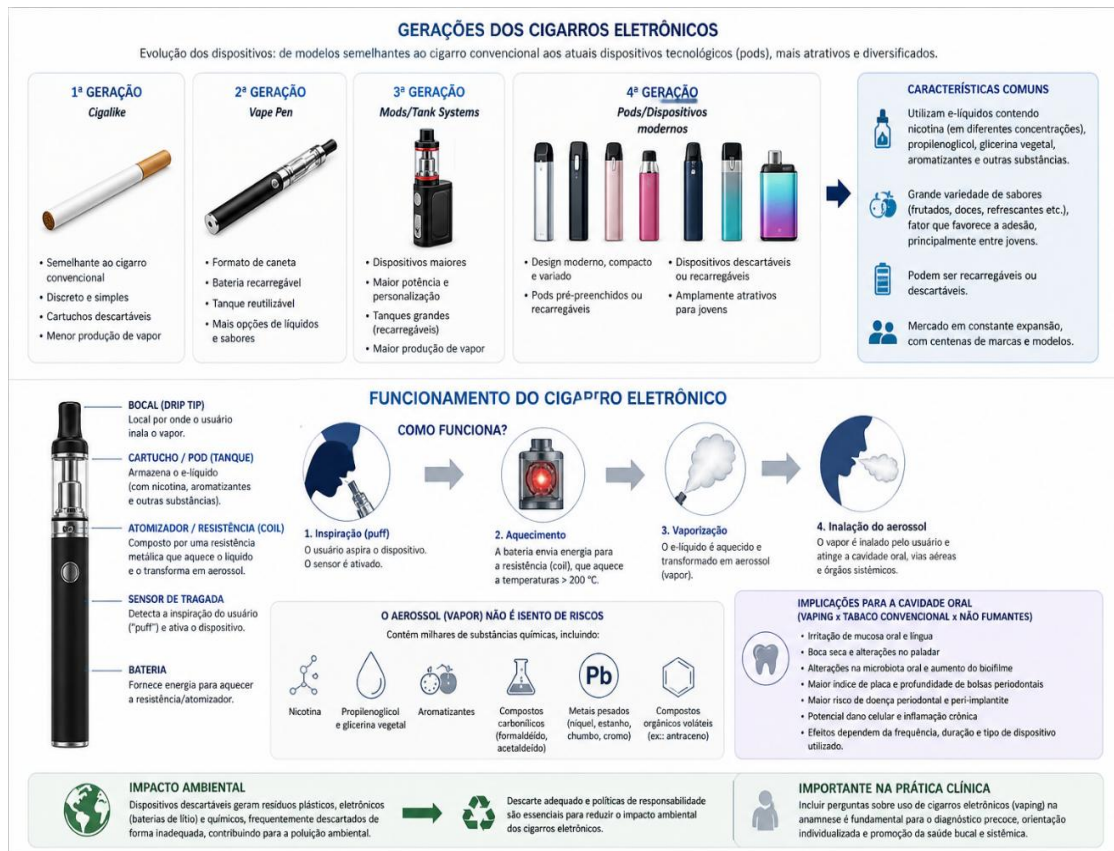 GERAÇÕES DOS CIGARROS ELETRÔNICOS
Evolução dos dispositivos: de modelos semelhantes ao cigarro convencional aos atuais dispositivos tecnológicos (pods), mais atrativos e diversificados.
1ª GERAÇÃO
Cigalike
• Semelhante ao cigarro
convencional
• Discreto e simples
• Cartuchos descartáveis
• Menor produção de vapor
2ª GERAÇÃO
Vape Pen
• Formato de caneta
• Bateria recarregável
• Tanque reutilizável
• Mais opções de líquidos
e sabores
3ª GERAÇÃO
Mods/Tank Systems
• Dispositivos maiores
• Maior potência e
personalização
• Tanques grandes
(recarregáveis)
• Maior produção de vapor
4ª GERAÇÃO
Pods/Dispositivos
modernos
• Design moderno, compacto
e variado
• Pods pré-preenchidos ou
recarregáveis
• Dispositivos descartáveis
ou recarregáveis
• Amplamente atrativos
para jovens
CARACTERÍSTICAS COMUNS
Utilizam e-líquidos contendo
nicotina (em diferentes concentrações),
propilenoglicol, glicerina vegetal,
aromatizantes e outras substâncias.
Grande variedade de sabores
(frutados, doces, refrescantes etc.),
fator que favorece a adesão,
principalmente entre jovens.
Podem ser recarregáveis ou
descartáveis.
Mercado em constante expansão,
com centenas de marcas e modelos.
FUNCIONAMENTO DO CIGARRO ELETRÔNICO
BOCAL (DRIP TIP)
Local por onde o usuário
inala o vapor.
CARTUCHO / POD (TANQUE)
Armazena o e-líquido
(com nicotina, aromatizantes
e outras substâncias).
ATOMIZADOR / RESISTÊNCIA (COIL)
Composto por uma resistência
metálica que aquece o líquido
e o transforma em aerossol.
SENSOR DE TRAGADA
Detecta a inspiração do usuário
("puff") e ativa o dispositivo.
BATERIA
Fornece energia para aquecer
a resistência/atomizador.
COMO FUNCIONA?
1. Inspiração (puff)
O usuário aspira o dispositivo.
O sensor é ativado.
2. Aquecimento
A bateria envia energia para
a resistência (coil), que aquece
a temperaturas > 200 °C.
3. Vaporização
O e-líquido é aquecido e
transformado em aerossol
(vapor).
4. Inalação do aerossol
O vapor é inalado pelo usuário e
atinge a cavidade oral, vias aéreas
e órgãos sistêmicos.
O AEROSSOL (VAPOR) NÃO É ISENTO DE RISCOS
Contém milhares de substâncias químicas, incluindo:
Nicotina
Propilenoglicol
e glicerina vegetal
Aromatizantes
Compostos
carbonílicos
(formaldeído,
acetaldeído)
Pb
Metais pesados
(níquel, estanho,
chumbo, cromo)
Compostos
orgânicos voláteis
(ex:: antraceno)
IMPLICAÇÕES PARA A CAVIDADE ORAL
(VAPING x TABACO CONVENCIONAL x NÃO FUMANTES)
• Irritação de mucosa oral e língua
• Boca seca e alterações no paladar
• Alterações na microbiota oral e aumento do bioifilme
• Maior índice de placa e profundidade de bolsas periodontais
• Maior risco de doença periodontal e peri-implantite
• Potencial dano celular e inflamação crônica
• Efeitos dependem da frequência, duração e tipo de dispositivo
utilizado.
IMPACTO AMBIENTAL
Dispositivos descartáveis geram resíduos plásticos, eletrônicos
(baterias de lítio) e químicos, frequentemente descartados de
forma inadequada, contribuindo para a poluição ambiental.
Descarte adequado e políticas de responsabilidade
são essenciais para reduzir o impacto ambiental
dos cigarros eletrônicos.
IMPORTANTE NA PRÁTICA CLÍNICA
Incluir perguntas sobre uso de cigarros eletrônicos (vaping) na
anamnese é fundamental para o diagnóstico precoce, orientação
individualizada e promoção da saúde bucal e sistêmica.